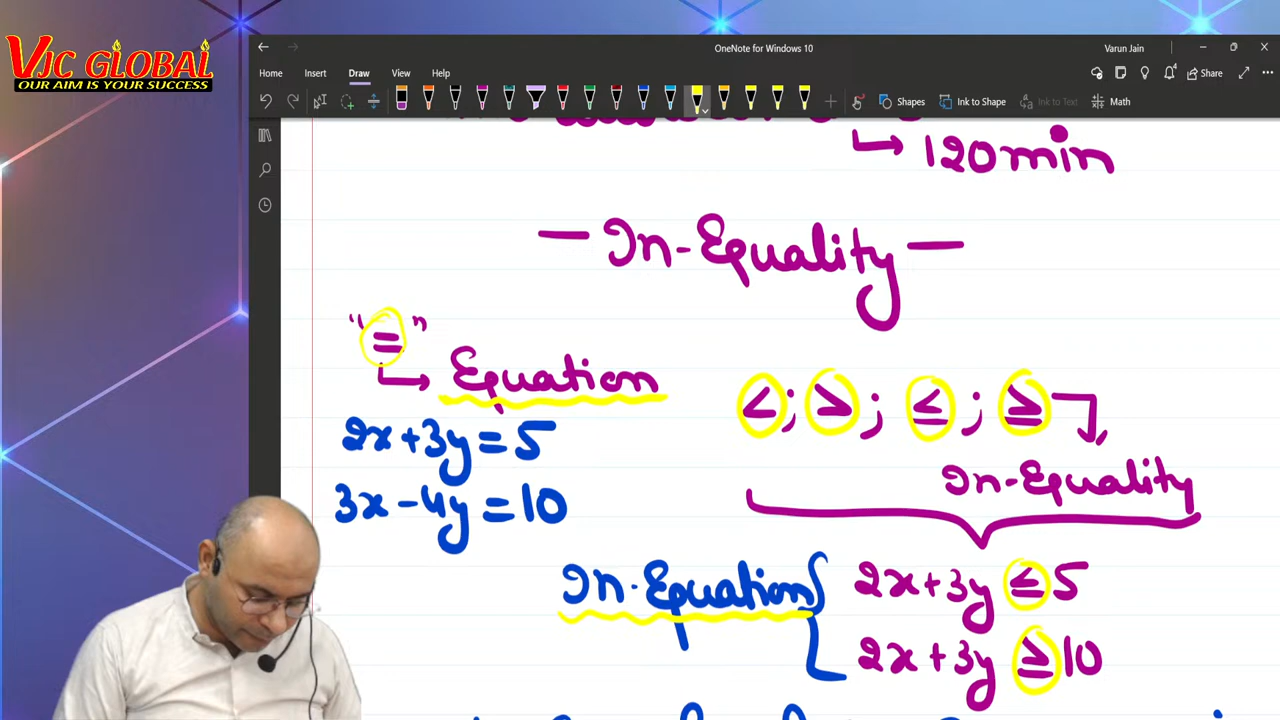 VJC GLOBAL
OUR AIM IS YOUR SUCCESS
OneNote for Windows 10
Varun Jain
Home Insert Draw View Help
Share
Shapes Ink to Shape Ink to Text Math
120min
— In-Equality —
"="
Equation
< ; > ; ≤ ; ≥
In-Equality
2x+3y=5
3x-4y=10
In-Equation
2x+3y ≤ 5
2x+3y ≥ 10